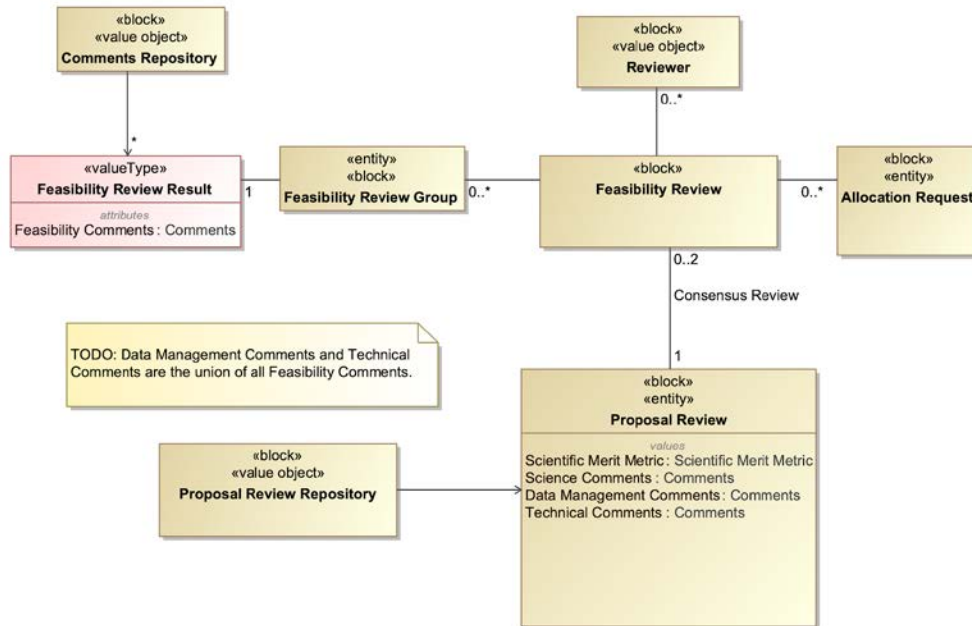 «block»
«value object»
Comments Repository
*
«block»
«value object»
Reviewer
0..*
«valueType»
Feasibility Review Result
attributes
Feasibility Comments : Comments
1
«entity»
«block»
Feasibility Review Group
0..*
«block»
Feasibility Review
0..*
0..2
«block»
«entity»
Allocation Request
Consensus Review
1
TODO: Data Management Comments and Technical
Comments are the union of all Feasibility Comments.
«block»
«entity»
Proposal Review
values
Scientific Merit Metric : Scientific Merit Metric
Science Comments : Comments
Data Management Comments : Comments
Technical Comments : Comments
«block»
«value object»
Proposal Review Repository